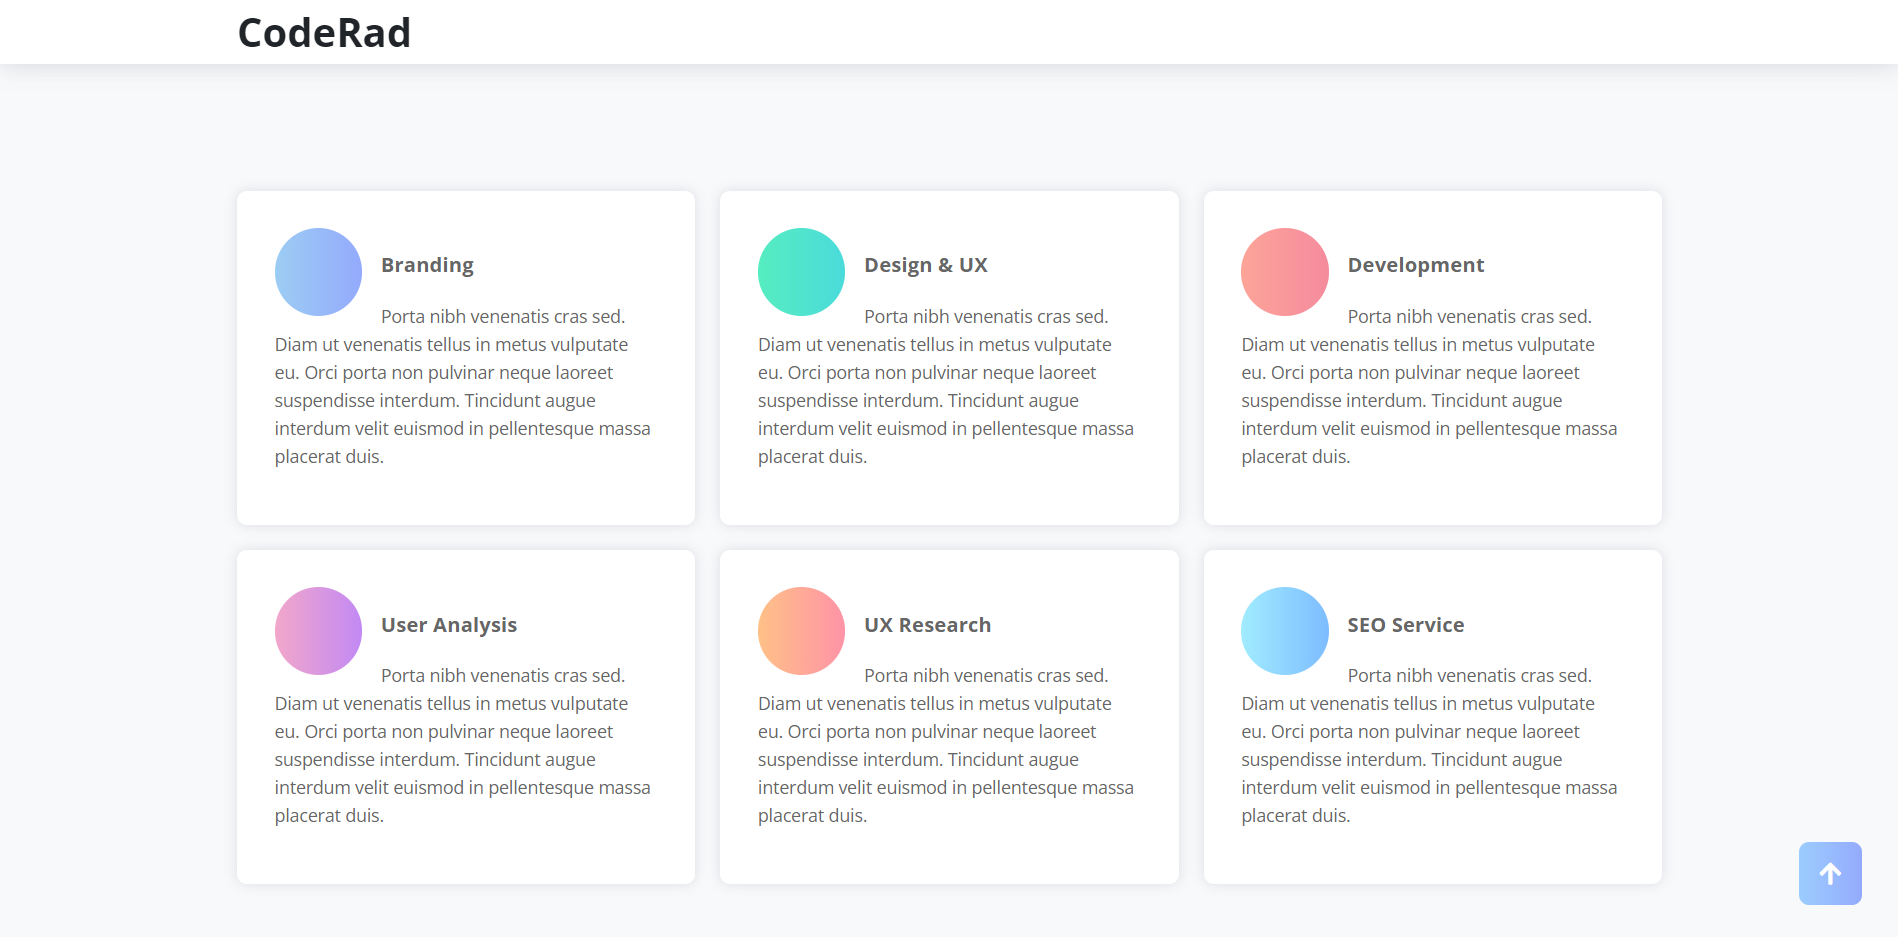 CodeRad
Branding
Porta nibh venenatis cras sed.
Diam ut venenatis tellus in metus vulputate
eu. Orci porta non pulvinar neque laoreet
suspendisse interdum. Tincidunt augue
interdum velit euismod in pellentesque massa
placerat duis.
Design & UX
Porta nibh venenatis cras sed.
Diam ut venenatis tellus in metus vulputate
eu. Orci porta non pulvinar neque laoreet
suspendisse interdum. Tincidunt augue
interdum velit euismod in pellentesque massa
placerat duis.
Development
Porta nibh venenatis cras sed.
Diam ut venenatis tellus in metus vulputate
eu. Orci porta non pulvinar neque laoreet
suspendisse interdum. Tincidunt augue
interdum velit euismod in pellentesque massa
placerat duis.
User Analysis
Porta nibh venenatis cras sed.
Diam ut venenatis tellus in metus vulputate
eu. Orci porta non pulvinar neque laoreet
suspendisse interdum. Tincidunt augue
interdum velit euismod in pellentesque massa
placerat duis.
UX Research
Porta nibh venenatis cras sed.
Diam ut venenatis tellus in metus vulputate
eu. Orci porta non pulvinar neque laoreet
suspendisse interdum. Tincidunt augue
interdum velit euismod in pellentesque massa
placerat duis.
SEO Service
Porta nibh venenatis cras sed.
Diam ut venenatis tellus in metus vulputate
eu. Orci porta non pulvinar neque laoreet
suspendisse interdum. Tincidunt augue
interdum velit euismod in pellentesque massa
placerat duis.